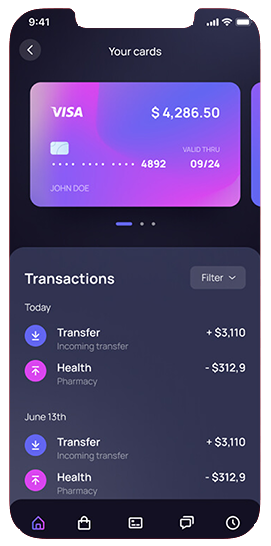 9:41
Your cards
VISA $ 4,286.50
VALID THRU
•••• •••• •••• 4892 09/24
JOHN DOE
Transactions Filter
Today
Transfer + $3,110
Incoming transfer
Health - $312,9
Pharmacy
June 13th
Transfer + $3,110
Incoming transfer
Health - $312,9
Pharmacy